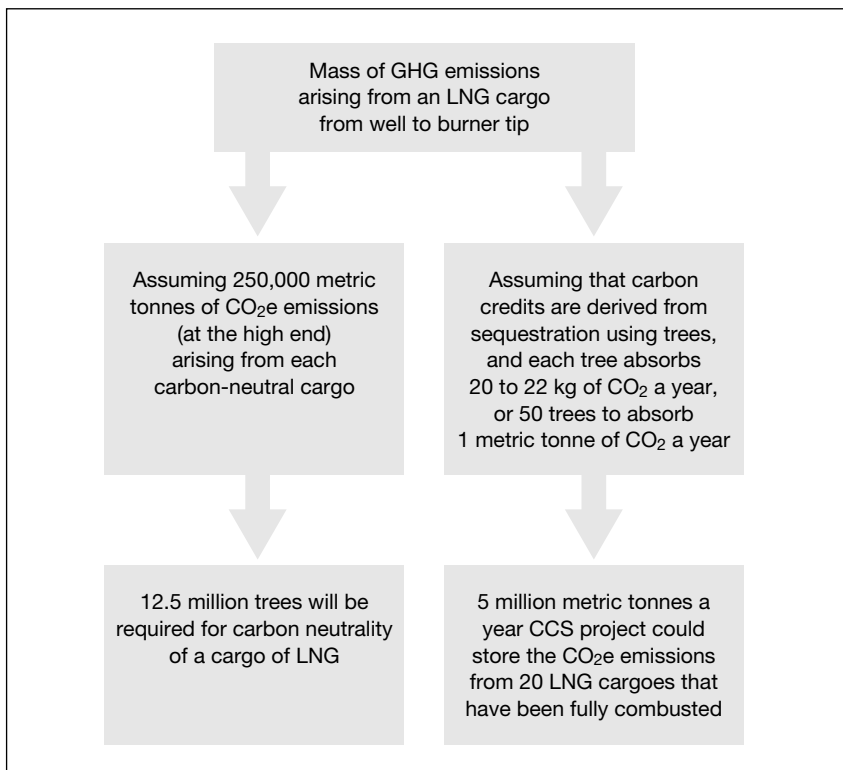 Mass of GHG emissions
arising from an LNG cargo
from well to burner tip
Assuming 250,000 metric
tonnes of CO₂e emissions
(at the high end)
arising from each
carbon-neutral cargo
Assuming that carbon
credits are derived from
sequestration using trees,
and each tree absorbs
20 to 22 kg of CO₂ a year,
or 50 trees to absorb
1 metric tonne of CO₂ a year
12.5 million trees will be
required for carbon neutrality
of a cargo of LNG
5 million metric tonnes a
year CCS project could
store the CO₂e emissions
from 20 LNG cargoes that
have been fully combusted